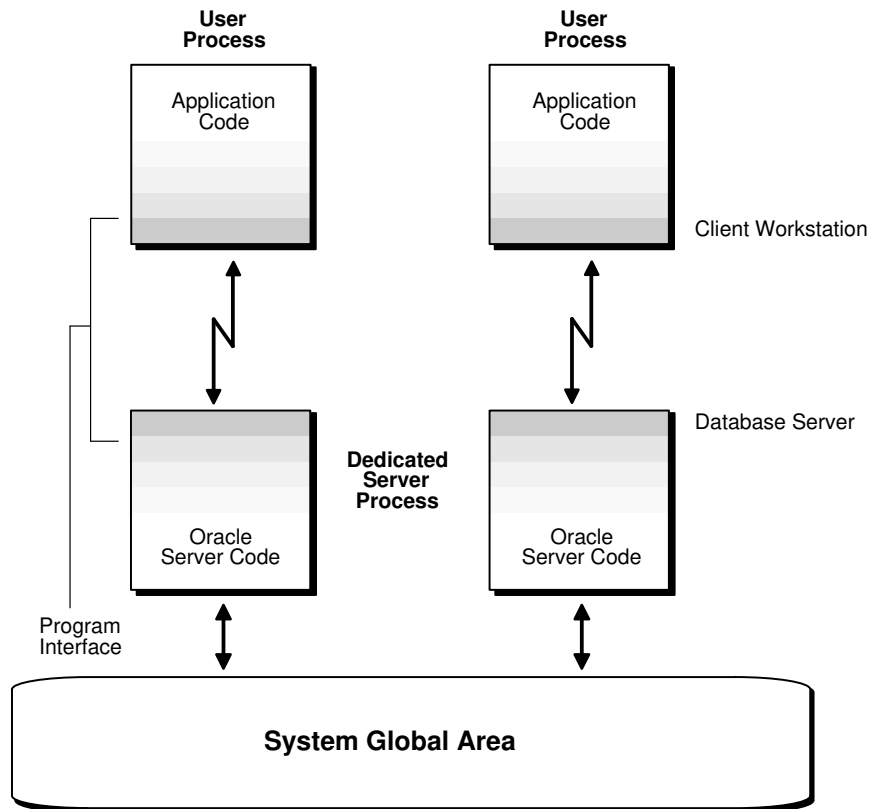 User
Process
User
Process
Application
Code
Application
Code
Client Workstation
Database Server
Dedicated
Server
Process
Oracle
Server Code
Oracle
Server Code
Program
Interface
System Global Area